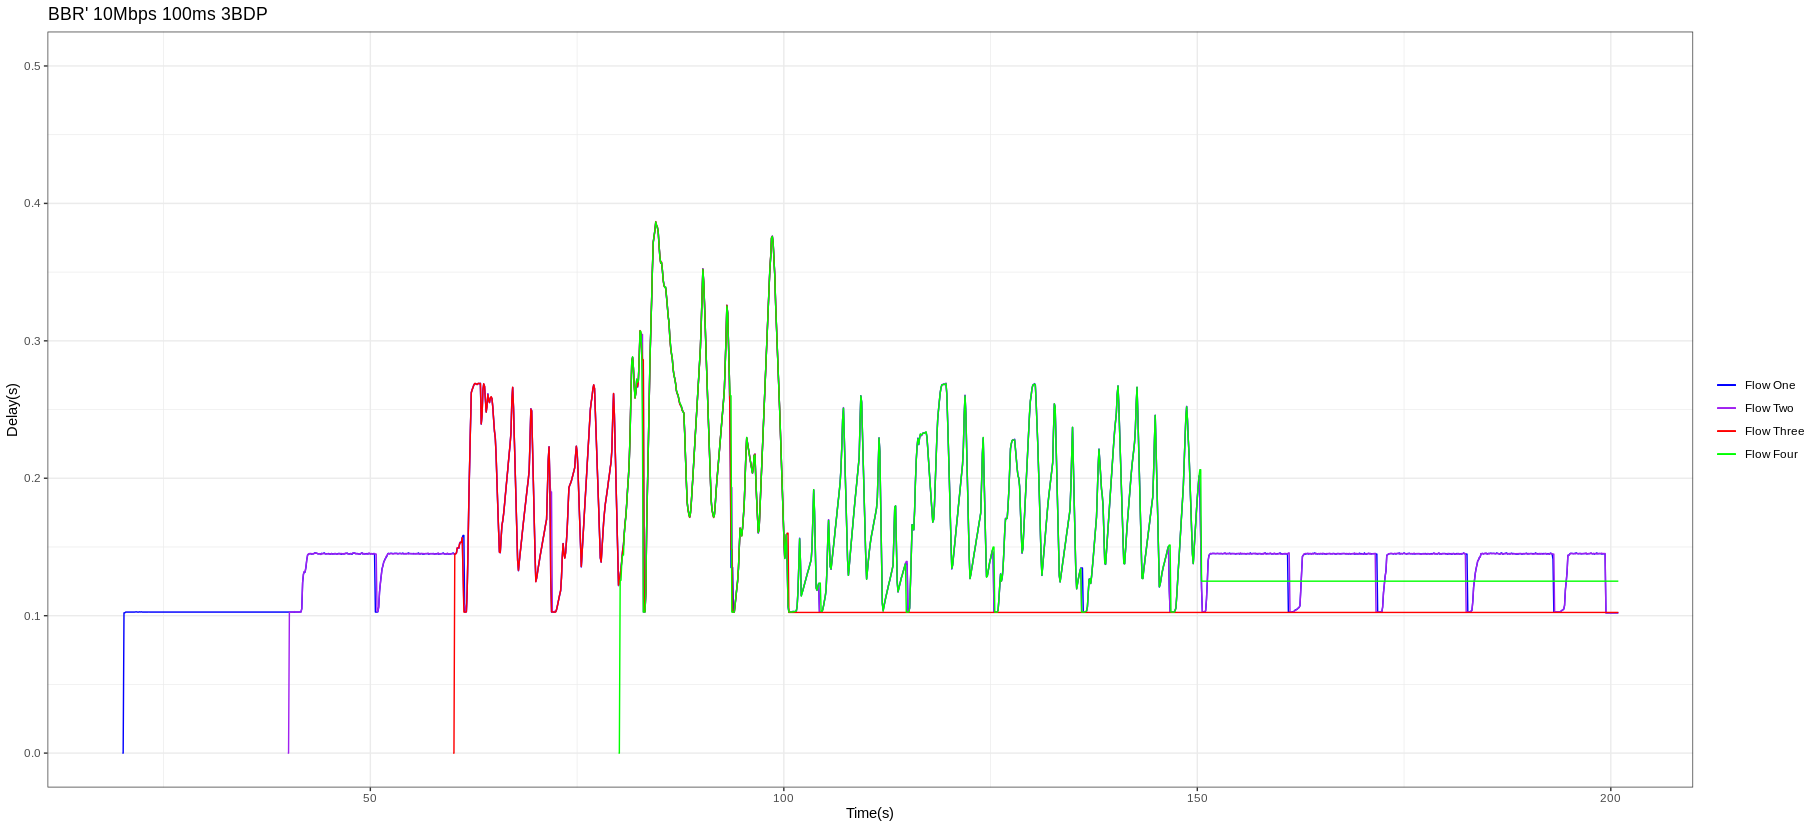 BBR' 10Mbps 100ms 3BDP
Delay(s)
0.5
0.4
0.3
0.2
0.1
0.0
50
100
150
200
Time(s)
Flow One
Flow Two
Flow Three
Flow Four